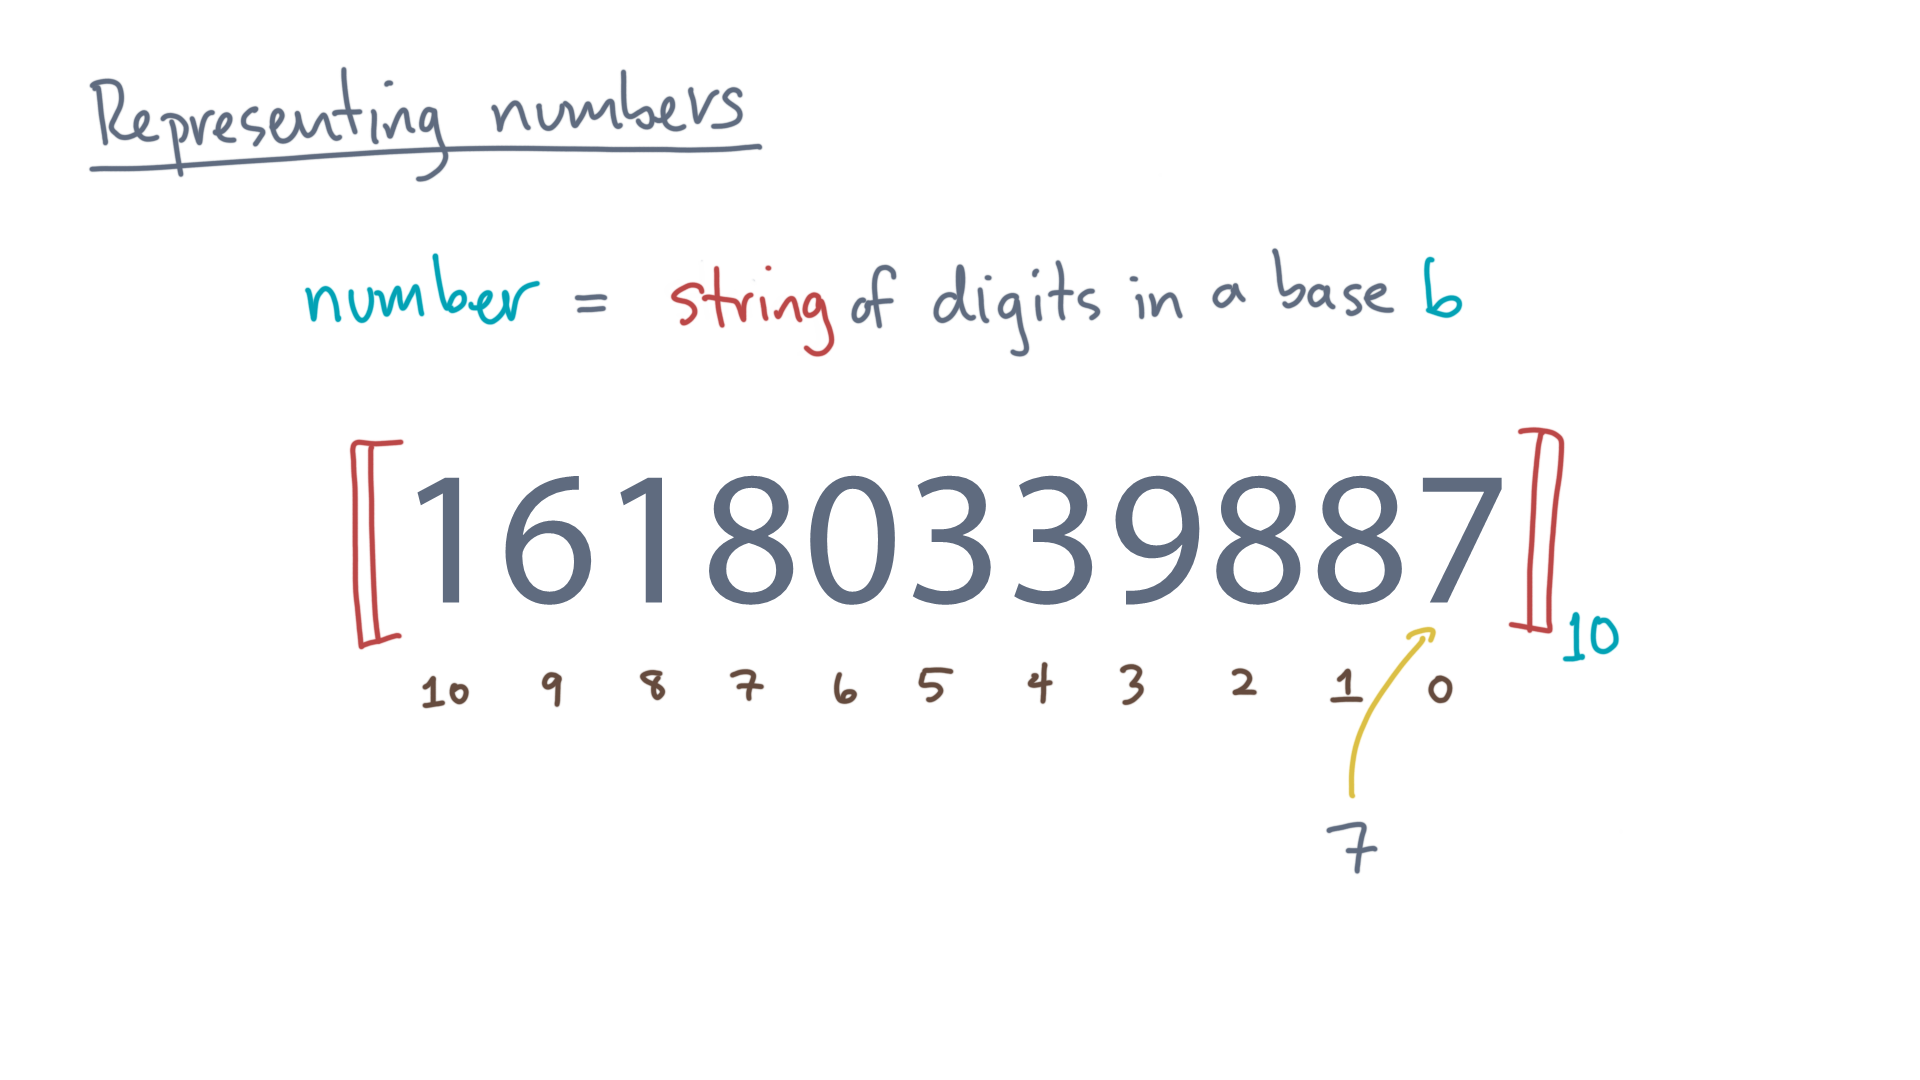 Representing numbers
number = string of digits in a base b
⟦16180339887⟧10
10 9 8 7 6 5 4 3 2 1 0
7